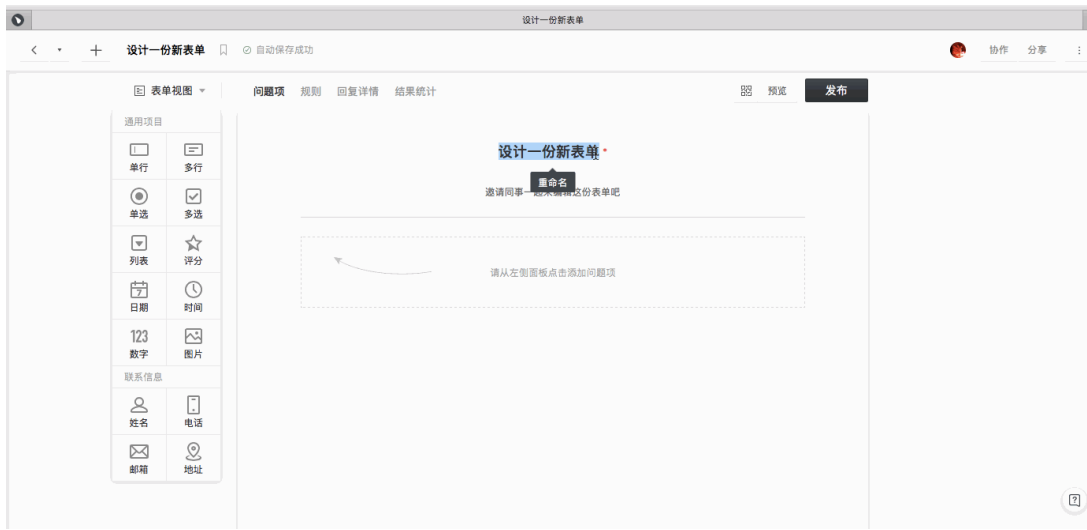 设计一份新表单
设计一份新表单 自动保存成功 协作 分享
表单视图 问题项 规则 回复详情 结果统计 预览 发布
通用项目
单行 多行
单选 多选
列表 评分
7
日期 时间
123
数字 图片
联系信息
姓名 电话
邮箱 地址
设计一份新表单 *
重命名
邀请同事一起来编辑这份表单吧
请从左侧面板点击添加问题项